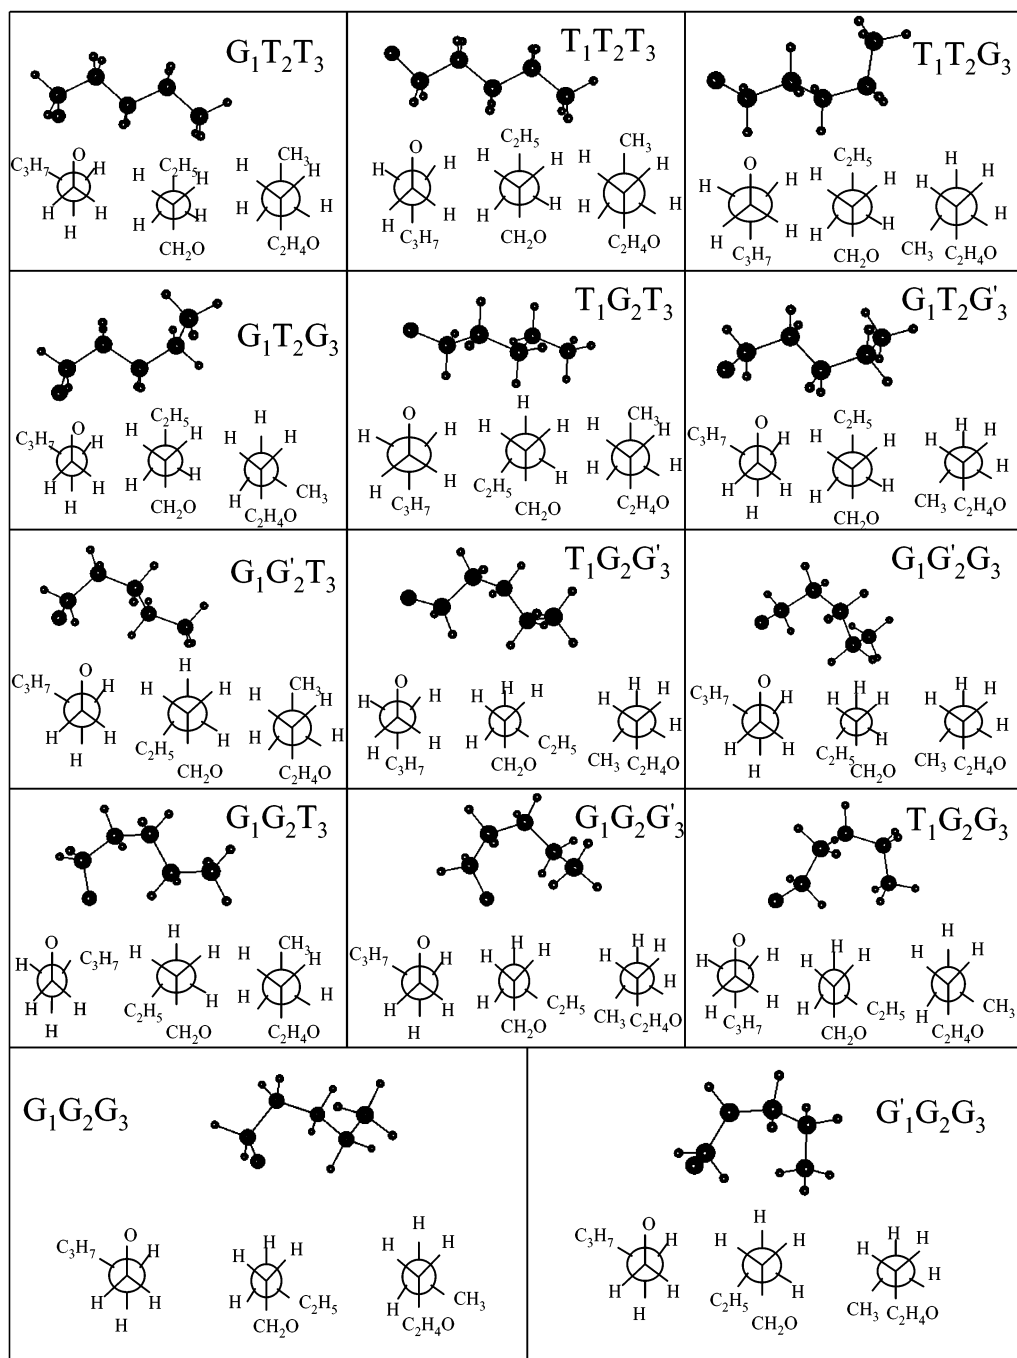 G₁T₂T₃
O
C₃H₇ H
H H
H
C₂H₅
H H
H H
CH₂O
CH₃
H H
H H
C₂H₄O
T₁T₂T₃
O
H H
H H
C₃H₇
C₂H₅
H H
H H
CH₂O
CH₃
H H
H H
C₂H₄O
T₁T₂G₃
O
H H
H H
C₃H₇
C₂H₅
H H
H H
CH₂O
H
H H
H
CH₃ C₂H₄O
G₁T₂G₃
O
C₃H₇ H
H H
H
C₂H₅
H H
H H
CH₂O
H
H H
H CH₃
C₂H₄O
T₁G₂T₃
O
H H
H H
C₃H₇
H
H H
C₂H₅ H
CH₂O
CH₃
H H
H H
C₂H₄O
G₁T₂G'₃
O
C₃H₇ H
H H
H
C₂H₅
H H
H H
CH₂O
H
H H
H
CH₃ C₂H₄O
G₁G'₂T₃
O
C₃H₇ H
H H
H
H
H H
C₂H₅ H
CH₂O
CH₃
H H
H H
C₂H₄O
T₁G₂G'₃
O
H H
H H
C₃H₇
H
H H
H C₂H₅
CH₂O
H
H H
H
CH₃ C₂H₄O
G₁G'₂G₃
O
C₃H₇ H
H H
H
H
H H
C₂H₅ H
CH₂O
H
H H
H
CH₃ C₂H₄O
G₁G₂T₃
O
H C₃H₇
H H
H
H
H H
C₂H₅ H
CH₂O
CH₃
H H
H H
C₂H₄O
G₁G₂G'₃
O
C₃H₇ H
H H
H
H
H H
H C₂H₅
CH₂O
H
H H
H
CH₃ C₂H₄O
T₁G₂G₃
O
H H
H H
C₃H₇
H
H H
H C₂H₅
CH₂O
H
H H
H CH₃
C₂H₄O
G₁G₂G₃
O
C₃H₇ H
H H
H
H
H H
H C₂H₅
CH₂O
H
H H
H CH₃
C₂H₄O
G'₁G₂G₃
O
C₃H₇ H
H H
H
H
H H
C₂H₅ H
CH₂O
H
H H
H
CH₃ C₂H₄O